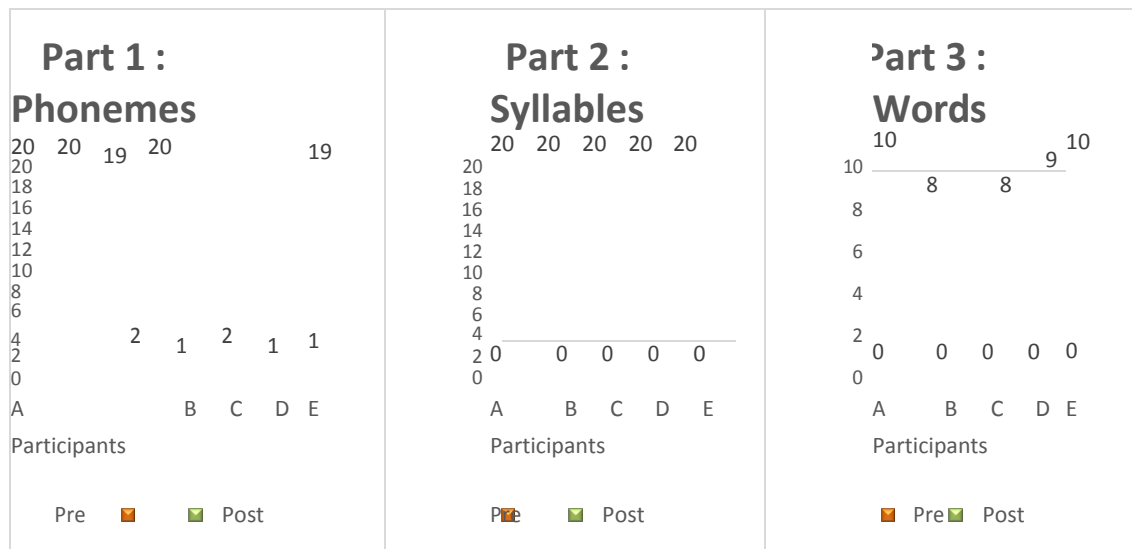 Part 1 :
Phonemes
20 20 19 20 19
20
18
16
14
12
10
8
6
4
2
0
2 1 2 1 1
A B C D E
Participants
Pre Post
Part 2 :
Syllables
20 20 20 20 20
20
18
16
14
12
10
8
6
4
2
0
0 0 0 0 0
A B C D E
Participants
Pre Post
Part 3 :
Words
10 8 8 9 10
10
8
6
4
2
0
0 0 0 0 0
A B C D E
Participants
Pre Post